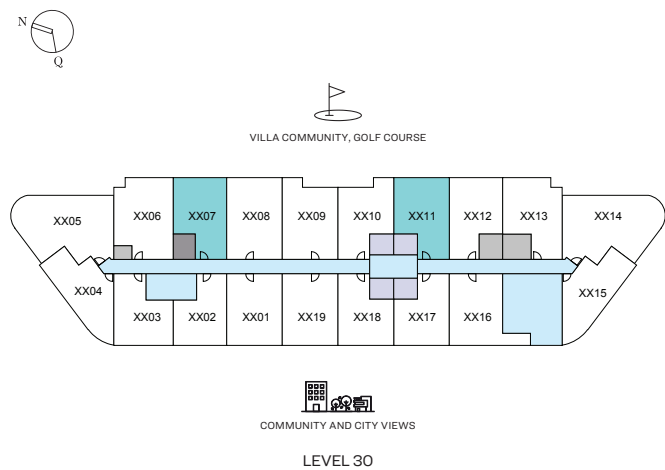 N
Q
VILLA COMMUNITY, GOLF COURSE
XX05 XX06 XX07 XX08 XX09 XX10 XX11 XX12 XX13 XX14
XX04 XX03 XX02 XX01 XX19 XX18 XX17 XX16 XX15
COMMUNITY AND CITY VIEWS
LEVEL 30